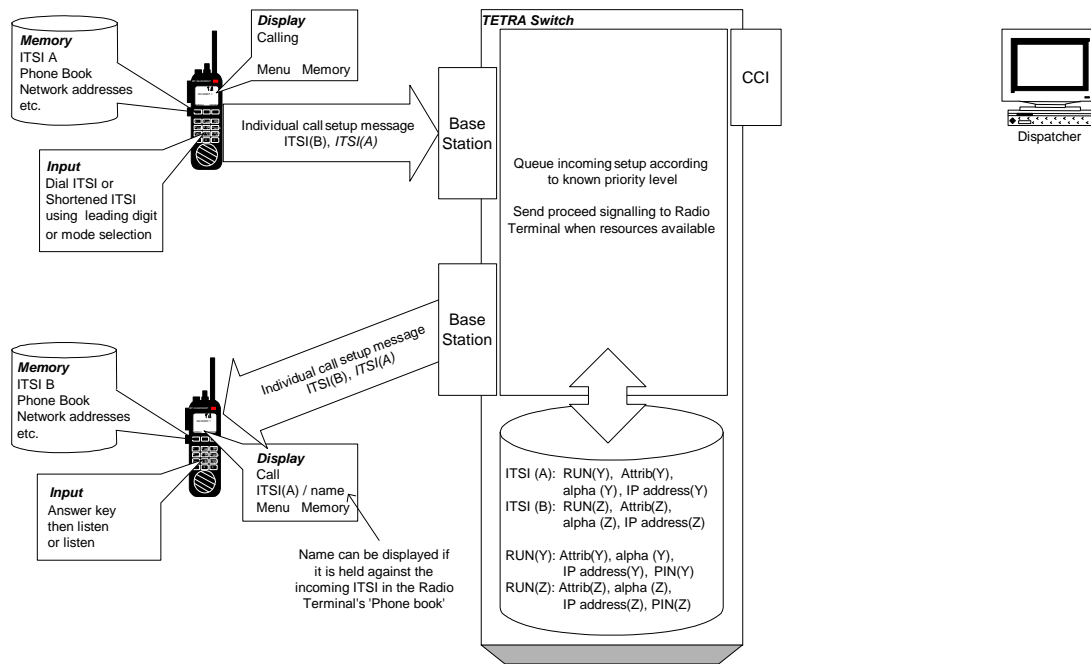 Memory
ITSI A
Phone Book
Network addresses
etc.
Display
Calling
Menu Memory
Input
Dial ITSI or
Shortened ITSI
using leading digit
or mode selection
Individual call setup message
ITSI(B), ITSI(A)
Base
Station
TETRA Switch
Queue incoming setup according
to known priority level
Send proceed signalling to Radio
Terminal when resources available
CCI
Dispatcher
Base
Station
Individual call setup message
ITSI(B), ITSI(A)
Memory
ITSI B
Phone Book
Network addresses
etc.
Input
Answer key
then listen
or listen
Display
Call
ITSI(A) / name
Menu Memory
Name can be displayed if
it is held against the
incoming ITSI in the Radio
Terminal's 'Phone book'
ITSI (A): RUN(Y), Attrib(Y),
alpha (Y), IP address(Y)
ITSI (B): RUN(Z), Attrib(Z),
alpha (Z), IP address(Z)
RUN(Y): Attrib(Y), alpha (Y),
IP address(Y), PIN(Y)
RUN(Z): Attrib(Z), alpha (Z),
IP address(Z), PIN(Z)